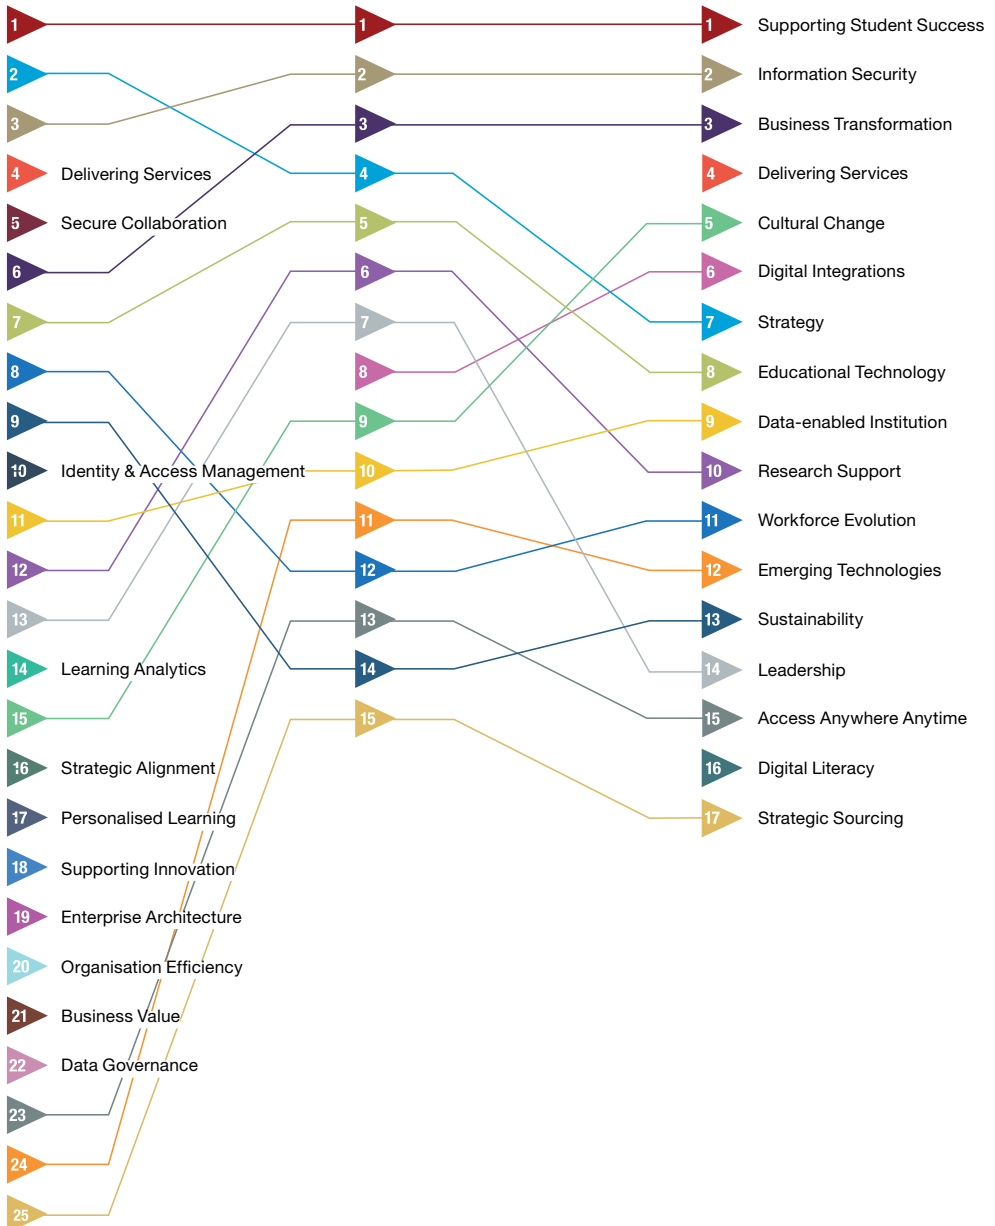 1 1 1 Supporting Student Success
2 2 2 Information Security
3 3 3 Business Transformation
4 Delivering Services 4 4 Delivering Services
5 Secure Collaboration 5 5 Cultural Change
6 6 6 Digital Integrations
7 7 7 Strategy
8 8 8 Educational Technology
9 9 9 Data-enabled Institution
10 Identity & Access Management 10 10 Research Support
11 11 11 Workforce Evolution
12 12 12 Emerging Technologies
13 13 13 Sustainability
14 Learning Analytics 14 14 Leadership
15 15 15 Access Anywhere Anytime
16 Strategic Alignment 16 Digital Literacy
17 Personalised Learning 17 Strategic Sourcing
18 Supporting Innovation
19 Enterprise Architecture
20 Organisation Efficiency
21 Business Value
22 Data Governance
23
24
25